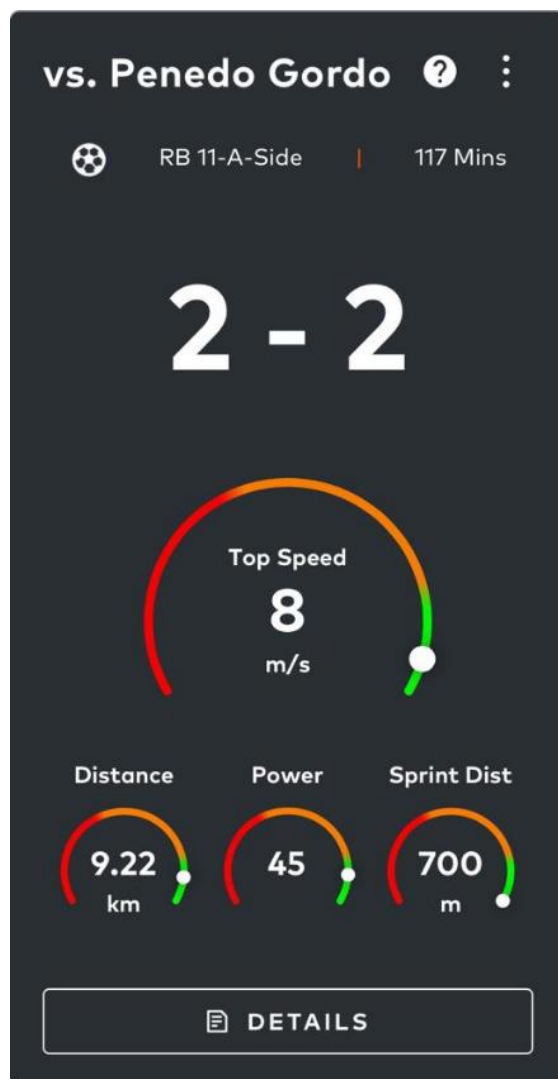 vs. Penedo Gordo ?
RB 11-A-Side | 117 Mins
2 - 2
Top Speed
8
m/s
Distance Power Sprint Dist
9.22 45 700
km m
DETAILS